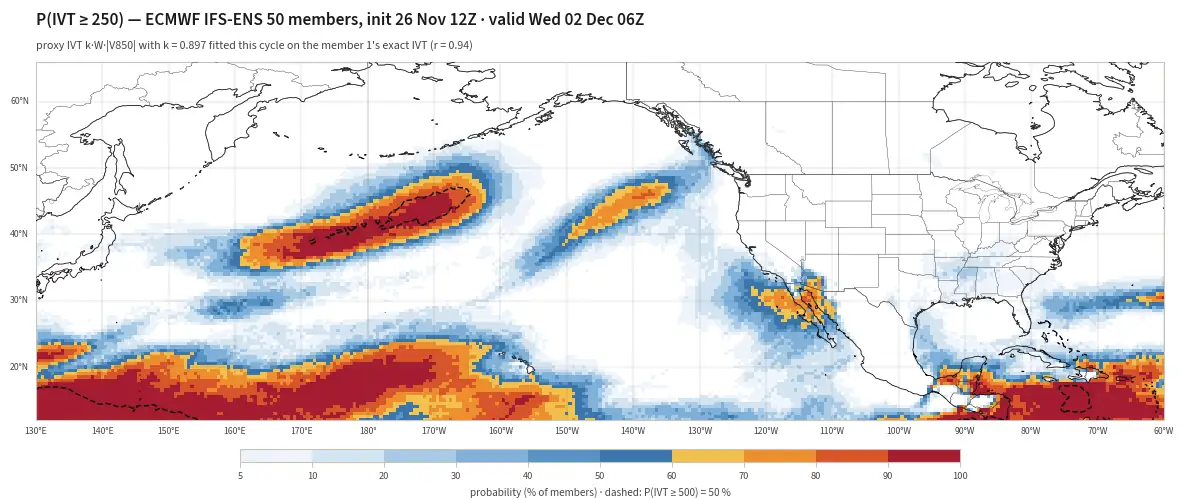 P(IVT ≥ 250) — ECMWF IFS-ENS 50 members, init 26 Nov 12Z · valid Wed 02 Dec 06Z
proxy IVT k·W·|V850| with k = 0.897 fitted this cycle on the member 1's exact IVT (r = 0.94)
60°N
50°N
40°N
30°N
20°N
130°E 140°E 150°E 160°E 180° 170°W 160°W 150°W 140°W 130°W 120°W 110°W 100°W 90°W 80°W 70°W 60°W
5 10 20 30 40 50 60 70 80 90 100
probability (% of members) · dashed: P(IVT ≥ 500) = 50 %